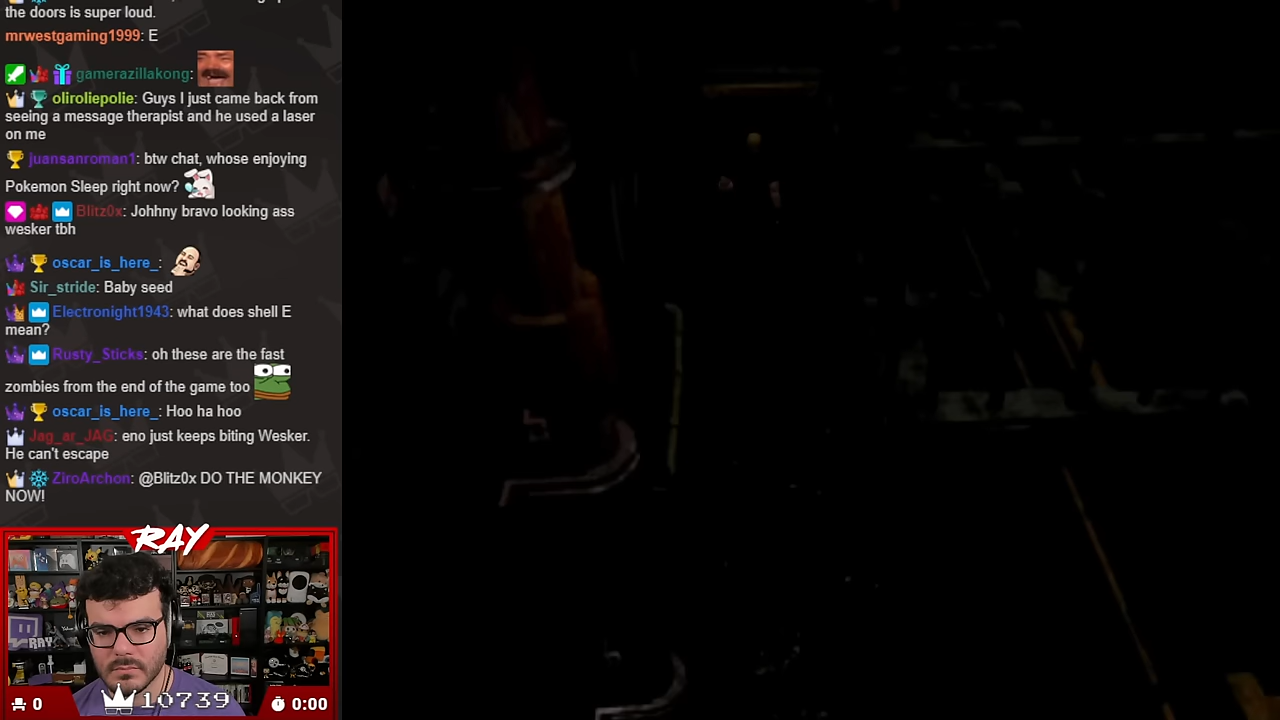 the doors is super loud.
mrwestgaming1999: E
gamerazillakong:
oliroliepolie: Guys I just came back from
seeing a message therapist and he used a laser
on me
juansanroman1: btw chat, whose enjoying
Pokemon Sleep right now?
Blitz0x: Johhny bravo looking ass
wesker tbh
oscar_is_here_:
Sir_stride: Baby seed
Electronight1943: what does shell E
mean?
Rusty_Sticks: oh these are the fast
zombies from the end of the game too
oscar_is_here_: Hoo ha hoo
Jag_ar_JAG: eno just keeps biting Wesker.
He can't escape
ZiroArchon: @Blitz0x DO THE MONKEY
NOW!
RAY
RAY
0
10739
0:00